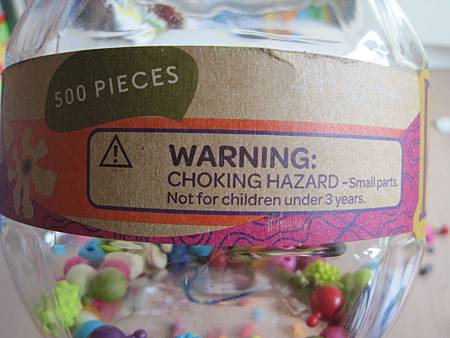 500 PIECES
WARNING:
CHOKING HAZARD -Small parts.
Not for children under 3 years.